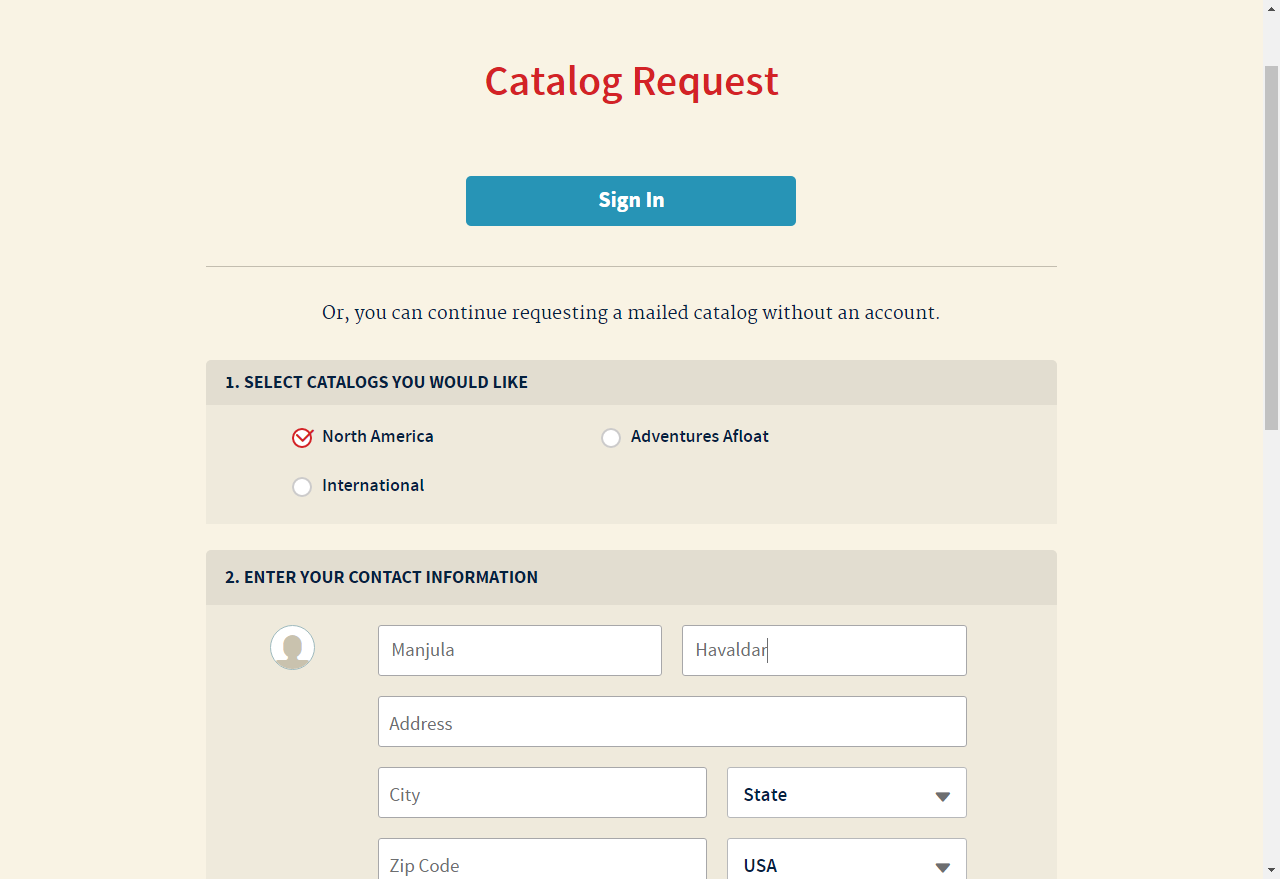 Catalog Request
Sign In
Or, you can continue requesting a mailed catalog without an account.
1. SELECT CATALOGS YOU WOULD LIKE
North America
Adventures Afloat
International
2. ENTER YOUR CONTACT INFORMATION
Manjula
Havaldar
Address
City
State
Zip Code
USA